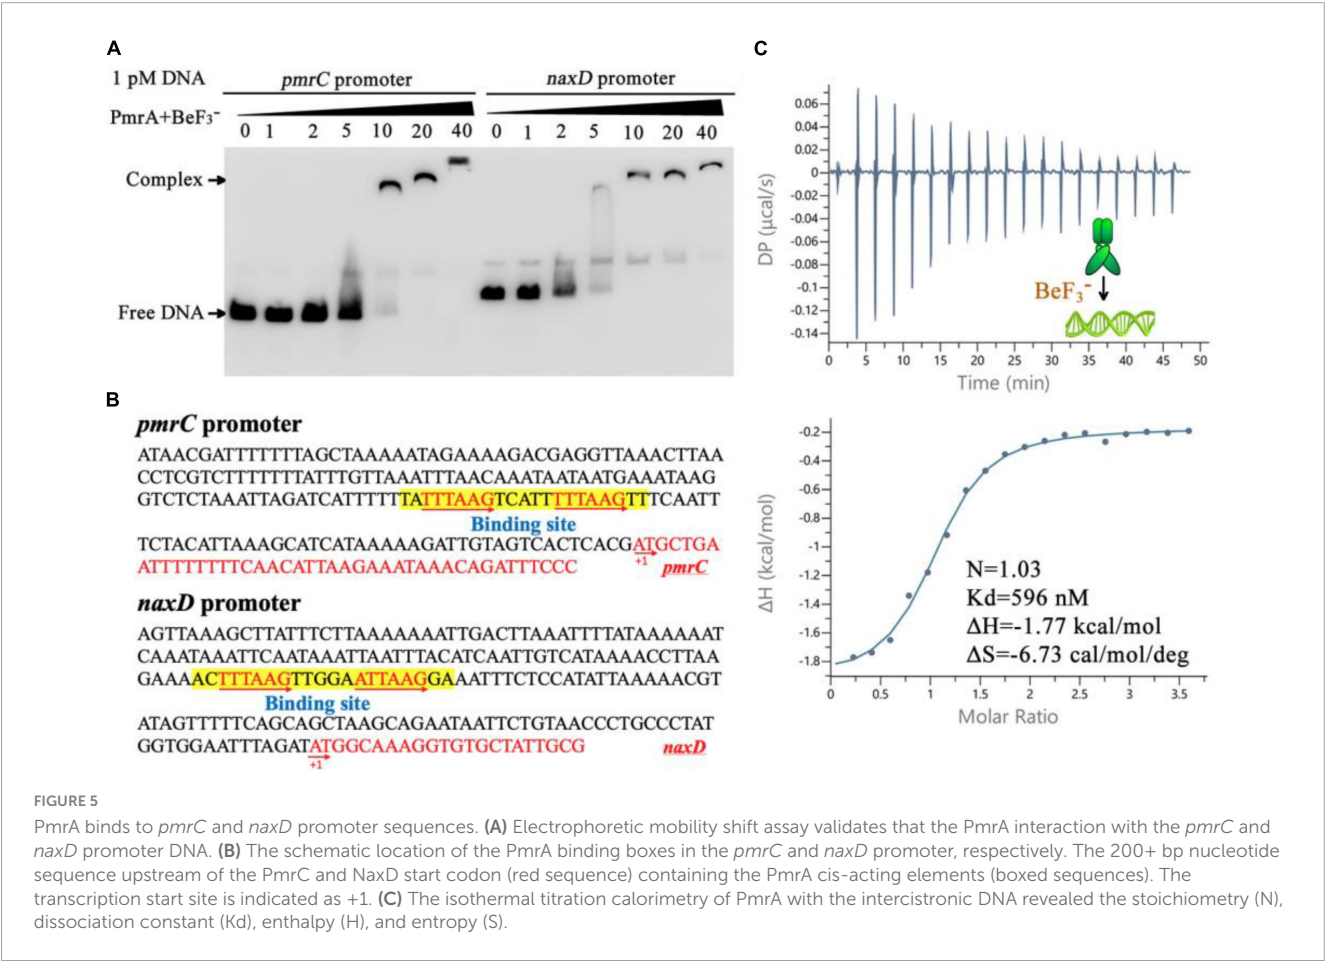 A
1 pM DNA
pmrC promoter
naxD promoter
PmrA+BeF₃⁻
0 1 2 5 10 20 40 0 1 2 5 10 20 40
Complex
Free DNA
B
pmrC promoter
ATAACGATTTTTTTAGCTAAAAATAGAAAAGACGAGGTTAAACTTAA
CCTCGTCTTTTTTTATTTGTTAAATTTAACAAATAATAATGAAATAAG
GTCTCTAAATTAGATCATTTTTTATTTAAGTCATTTTTAAGTTTCAATT
Binding site
TCTACATTAAAGCATCATAAAAAGATTGTAGTCACTCACGATGCTGA
+1
ATTTTTTTTCAACATTAAGAAATAAACAGATTTCCC
pmrC
naxD promoter
AGTTAAAGCTTATTTCTTAAAAAAATTGACTTAAATTTTATAAAAAAT
CAAATAAATTCAATAAATTAATTTACATCAATTGTCATAAAACCTTAA
GAAAACTTTAAGTTGGAATTAAGGAAATTTCTCCATATTAAAAACGT
Binding site
ATAGTTTTTCAGCAGCTAAGCAGAATAATTCTGTAACCCTGCCCTAT
GGTGGAATTTAGATATGGCAAAGGTGTGCTATTGCG
naxD
+1
C
DP (μcal/s)
0.06
0.04
0.02
0
-0.02
-0.04
-0.06
-0.08
-0.1
-0.12
-0.14
BeF₃⁻
0 5 10 15 20 25 30 35 40 45 50
Time (min)
ΔH (kcal/mol)
-0.2
-0.4
-0.6
-0.8
-1
-1.2
-1.4
-1.6
-1.8
N=1.03
Kd=596 nM
ΔH=-1.77 kcal/mol
ΔS=-6.73 cal/mol/deg
0 0.5 1 1.5 2 2.5 3 3.5
Molar Ratio
FIGURE 5
PmrA binds to pmrC and naxD promoter sequences. (A) Electrophoretic mobility shift assay validates that the PmrA interaction with the pmrC and
naxD promoter DNA. (B) The schematic location of the PmrA binding boxes in the pmrC and naxD promoter, respectively. The 200+ bp nucleotide
sequence upstream of the PmrC and NaxD start codon (red sequence) containing the PmrA cis-acting elements (boxed sequences). The
transcription start site is indicated as +1. (C) The isothermal titration calorimetry of PmrA with the intercistronic DNA revealed the stoichiometry (N),
dissociation constant (Kd), enthalpy (H), and entropy (S).